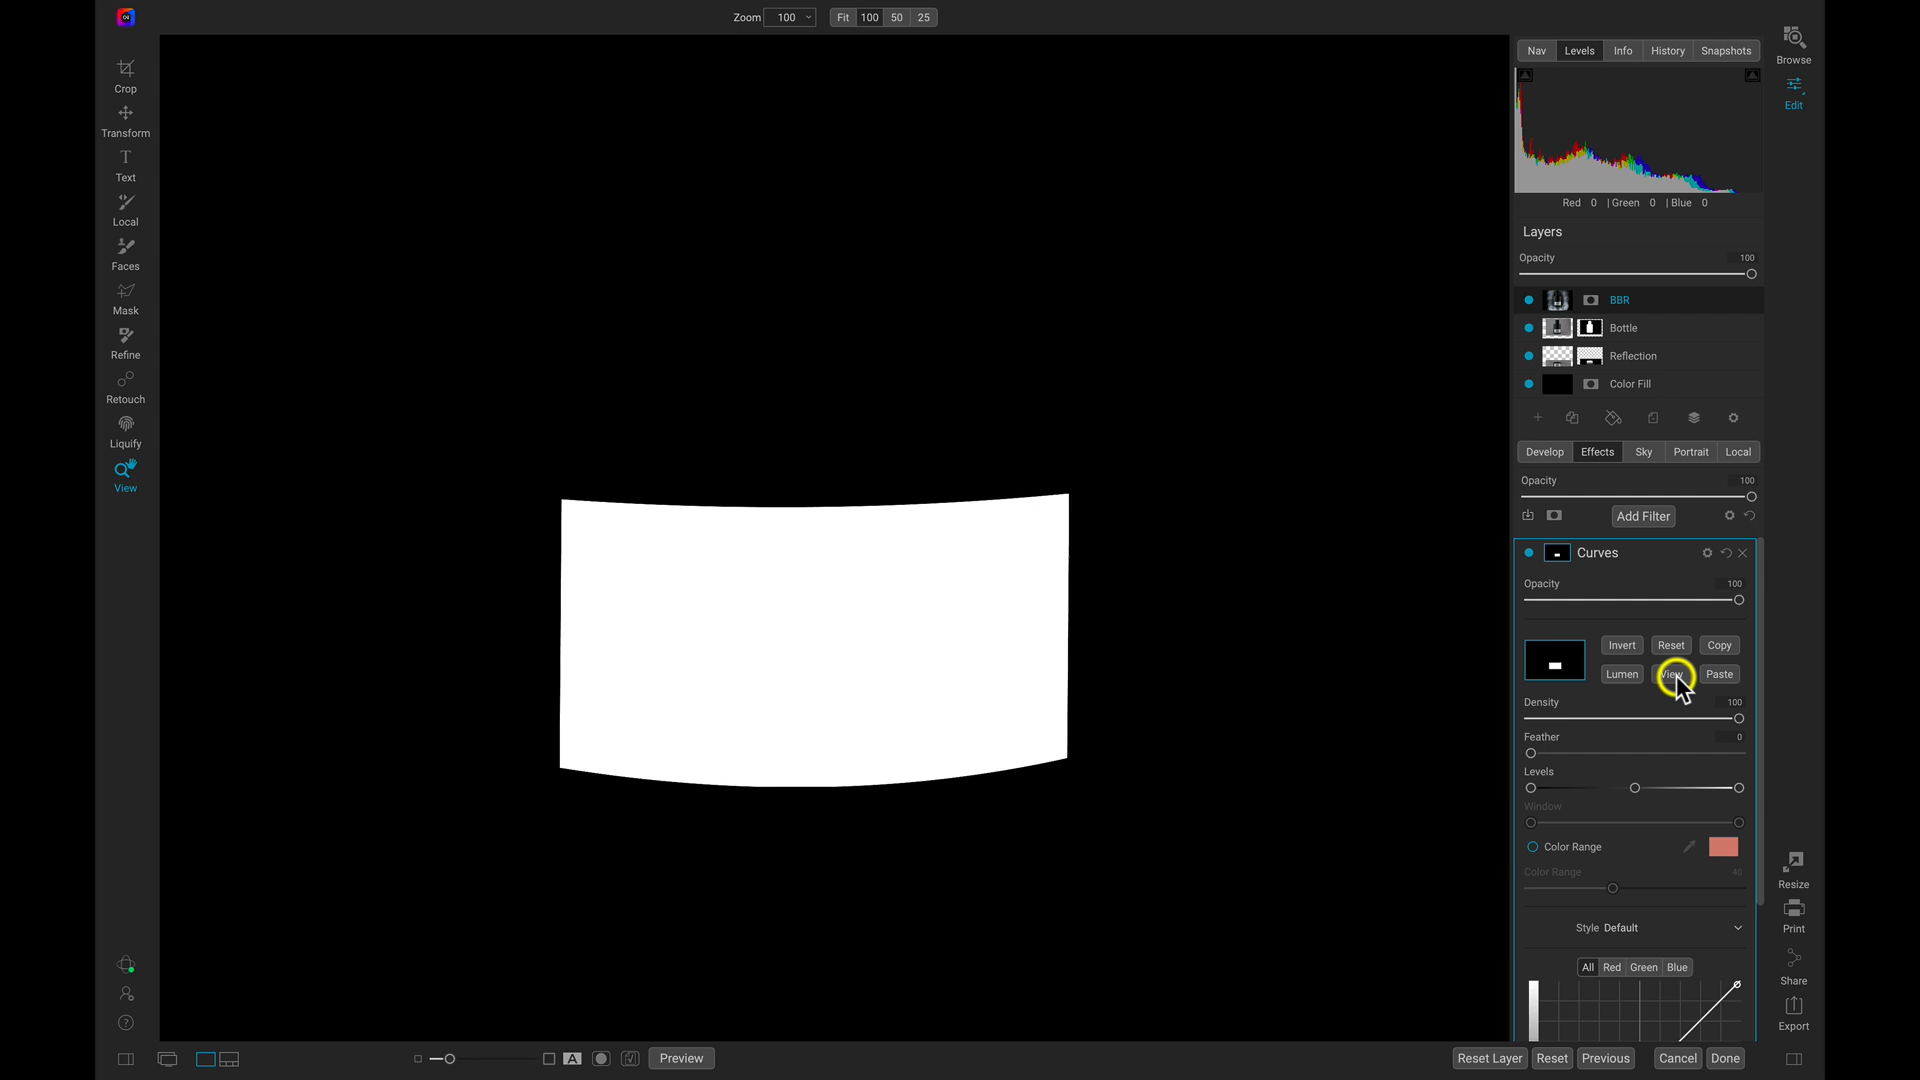 Zoom 100 Fit 100 50 25
Crop
Transform
T
Text
Local
Faces
Mask
Refine
Retouch
Liquify
View
Nav Levels Info History Snapshots
Red 0 | Green 0 | Blue 0
Layers
Opacity 100
BBR
Bottle
Reflection
Color Fill
Develop Effects Sky Portrait Local
Opacity 100
Add Filter
Curves
Opacity 100
Invert Reset Copy
Lumen View Paste
Density 100
Feather 0
Levels
Window
Color Range
Color Range 40
Style Default
All Red Green Blue
Browse
Edit
Resize
Print
Share
Export
A Preview
Reset Layer Reset Previous Cancel Done